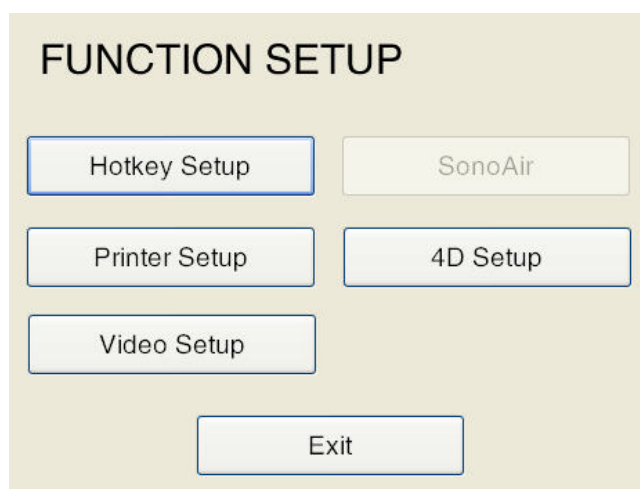 FUNCTION SETUP
Hotkey Setup
SonoAir
Printer Setup
4D Setup
Video Setup
Exit